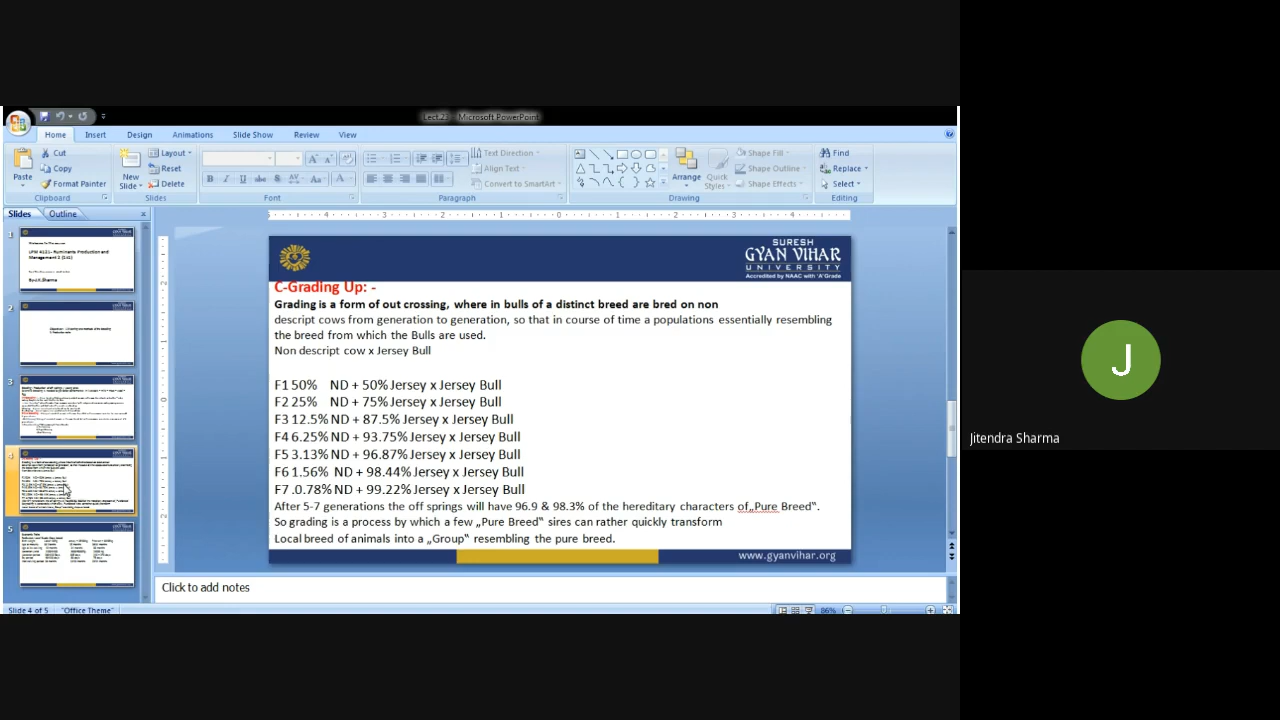 Lect.23 - Microsoft PowerPoint
Home Insert Design Animations Slide Show Review View
Paste
Cut
Copy
Format Painter
Clipboard
New
Slide
Layout
Reset
Delete
Slides
Font
Text Direction
Align Text
Convert to SmartArt
Paragraph
Arrange
Quick
Styles
Shape Fill
Shape Outline
Shape Effects
Drawing
Find
Replace
Select
Editing
Slides Outline
1
2
3
4
5
SURESH
GYAN VIHAR
UNIVERSITY
Accredited by NAAC with 'A' Grade
C-Grading Up: -
Grading is a form of out crossing, where in bulls of a distinct breed are bred on non
descript cows from generation to generation, so that in course of time a populations essentially resembling
the breed from which the Bulls are used.
Non descript cow x Jersey Bull
F1 50% ND + 50% Jersey x Jersey Bull
F2 25% ND + 75% Jersey x Jersey Bull
F3 12.5% ND + 87.5% Jersey x Jersey Bull
F4 6.25% ND + 93.75% Jersey x Jersey Bull
F5 3.13% ND + 96.87% Jersey x Jersey Bull
F6 1.56% ND + 98.44% Jersey x Jersey Bull
F7 .0.78% ND + 99.22% Jersey x Jersey Bull
After 5-7 generations the off springs will have 96.9 & 98.3% of the hereditary characters of„Pure Breed‟.
So grading is a process by which a few „Pure Breed‟ sires can rather quickly transform
Local breed of animals into a „Group‟ resembling the pure breed.
www.gyanvihar.org
Click to add notes
Slide 4 of 5 "Office Theme" 86%
J
Jitendra Sharma